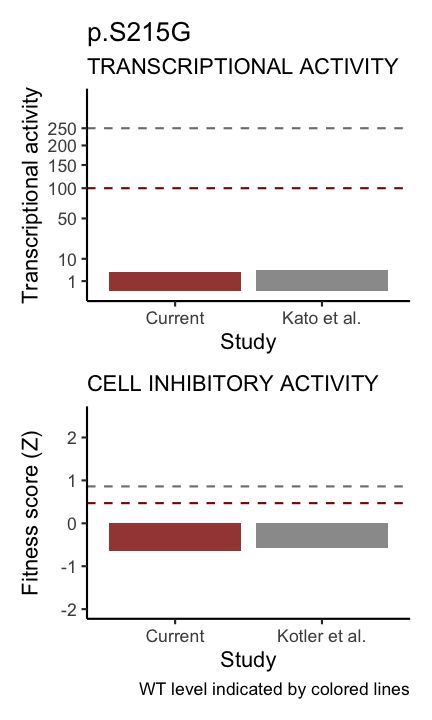 p.S215G
TRANSCRIPTIONAL ACTIVITY
Transcriptional activity
250
200
150
100
50
10
1
Current
Kato et al.
Study
CELL INHIBITORY ACTIVITY
Fitness score (Z)
2
1
0
-1
-2
Current
Kotler et al.
Study
WT level indicated by colored lines